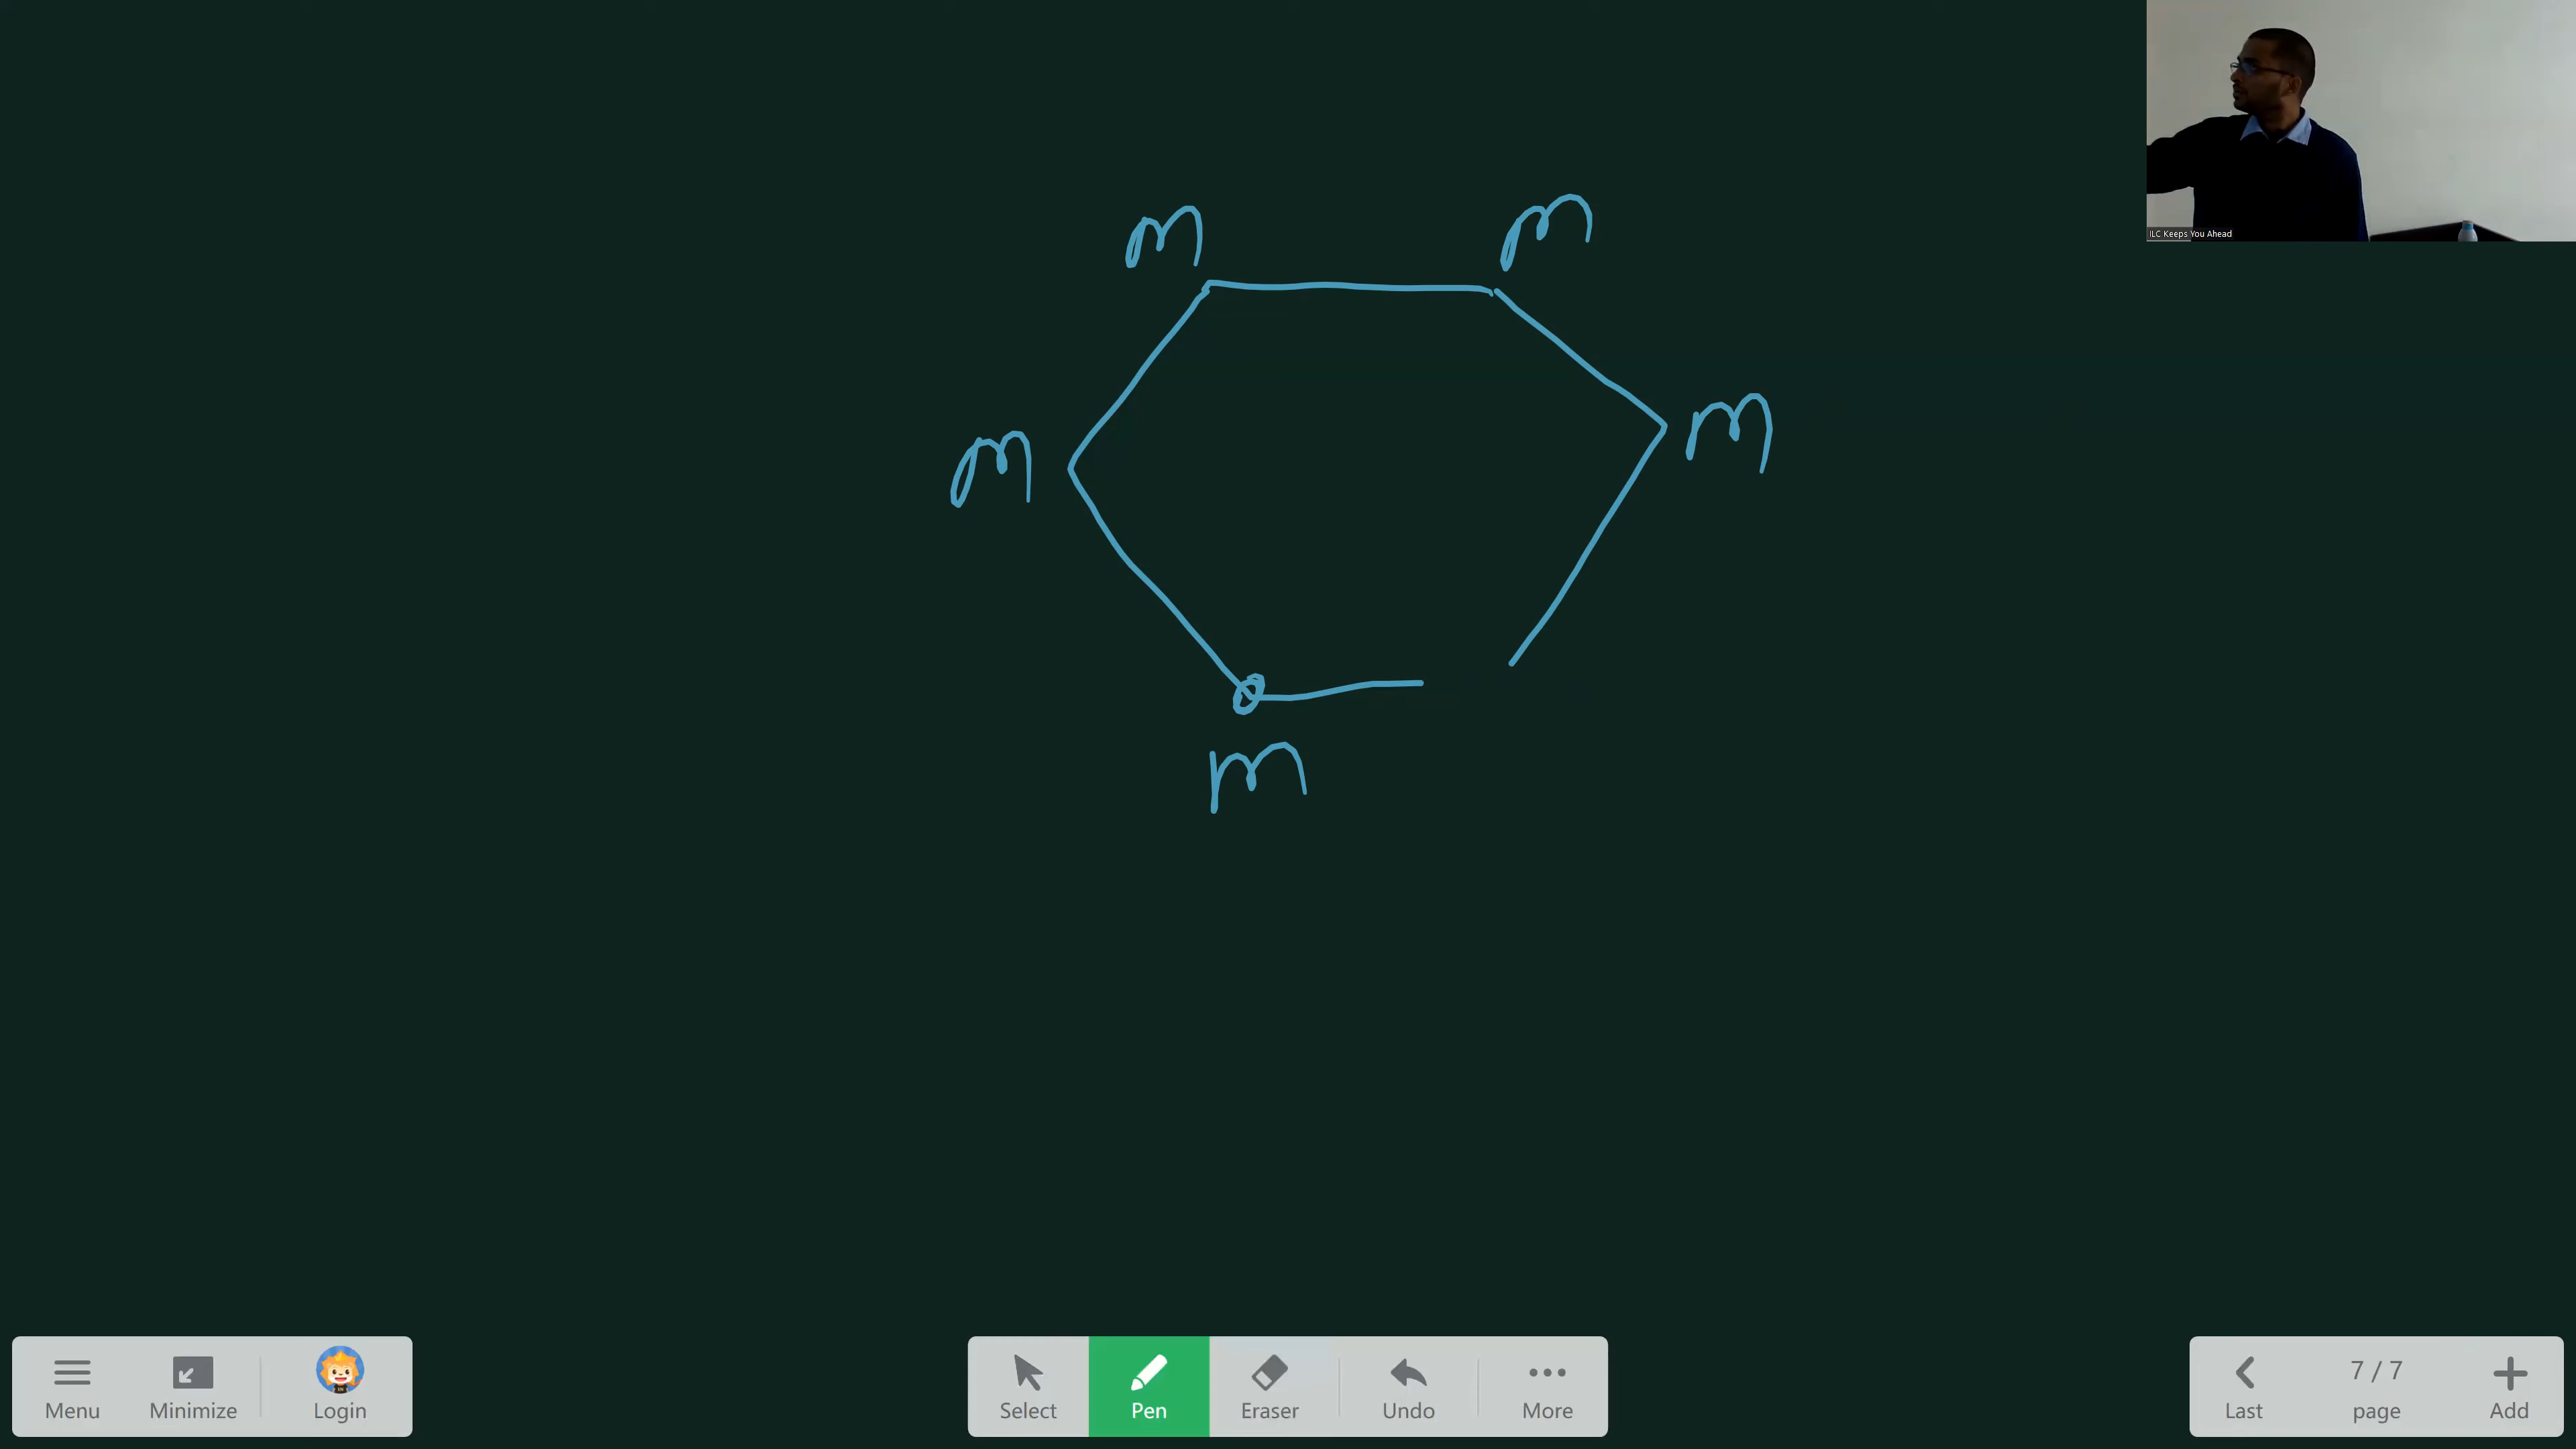 ILC Keeps You Ahead
m m
m m
m
Menu Minimize Login Select Pen Eraser Undo More 7 / 7 Last page Add